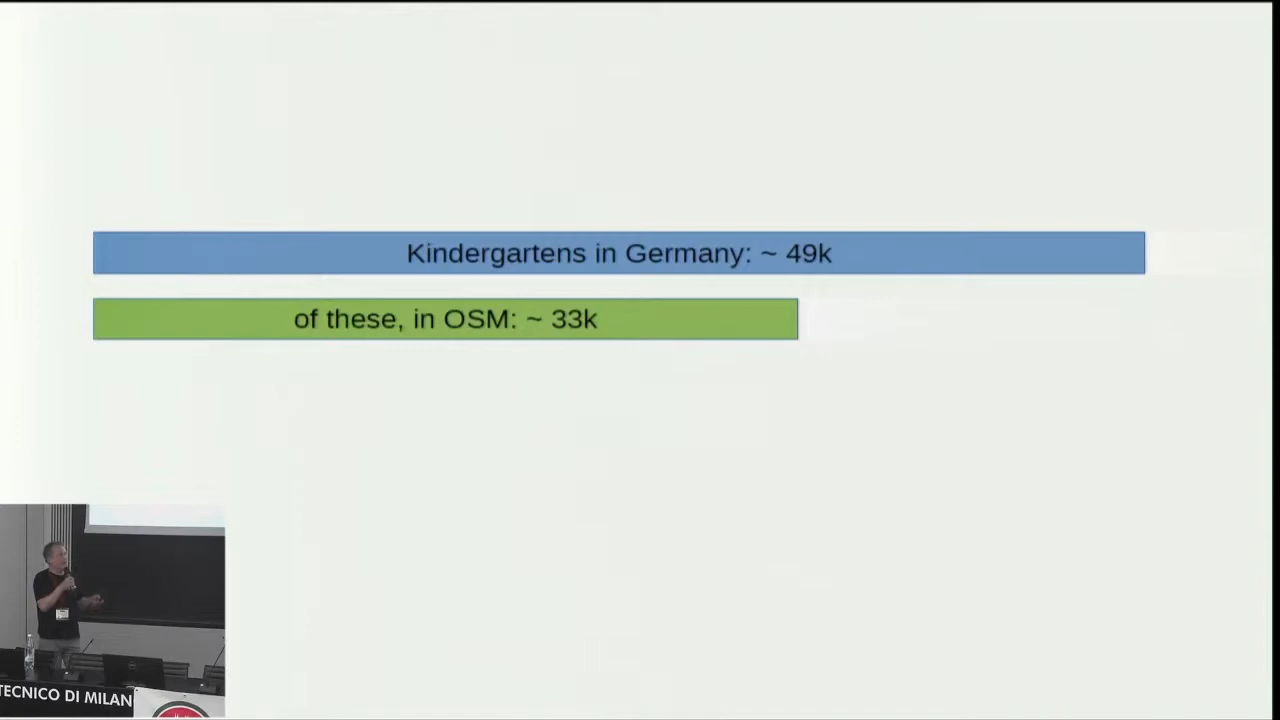 Kindergartens in Germany: ~ 49k
of these, in OSM: ~ 33k
TECNICO DI MILAN